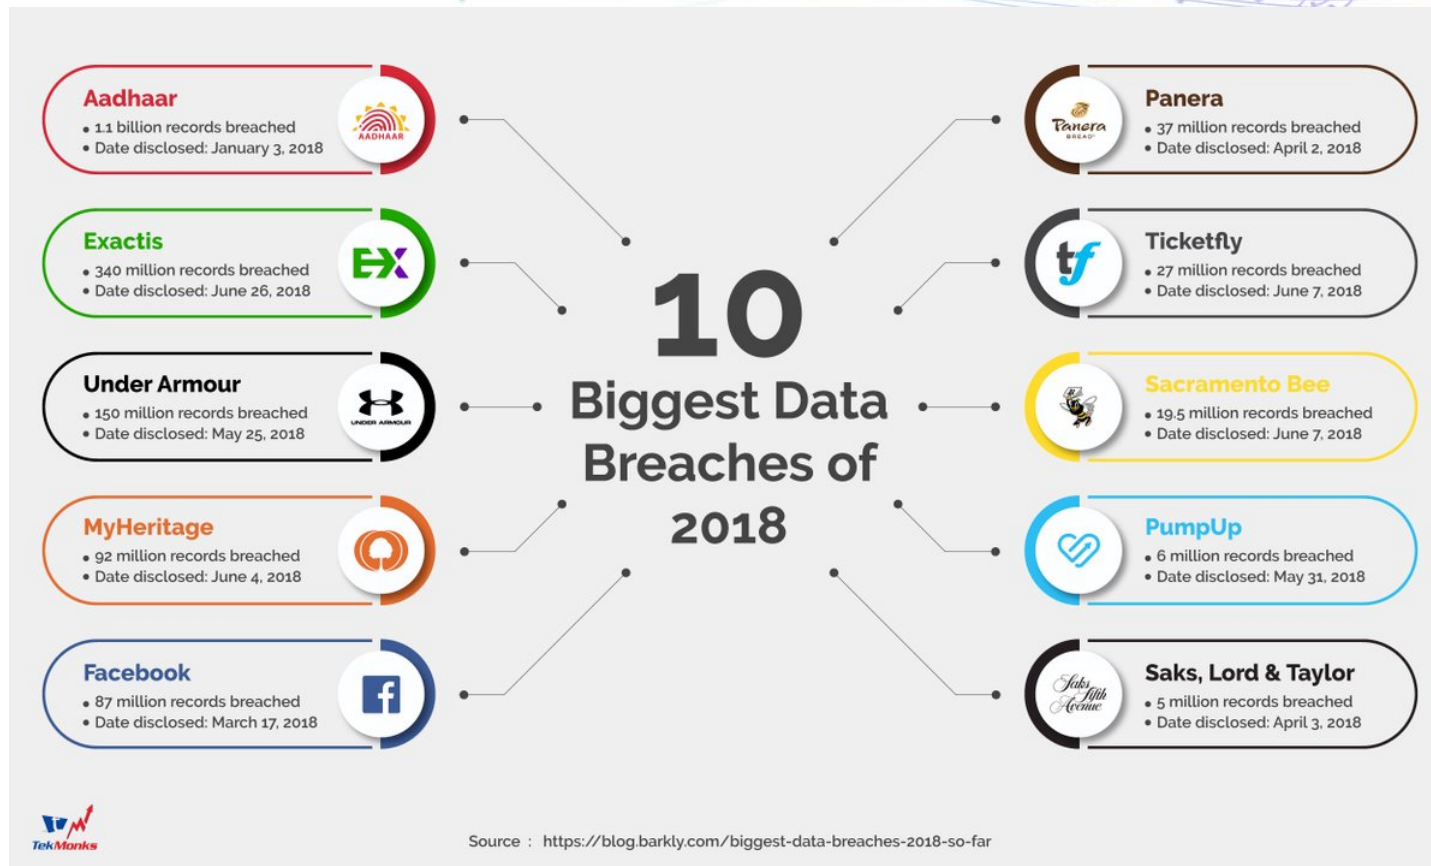 Aadhaar
• 1.1 billion records breached
• Date disclosed: January 3, 2018
AADHAAR
Exactis
• 340 million records breached
• Date disclosed: June 26, 2018
EX
Under Armour
• 150 million records breached
• Date disclosed: May 25, 2018
UNDER ARMOUR
MyHeritage
• 92 million records breached
• Date disclosed: June 4, 2018
Facebook
• 87 million records breached
• Date disclosed: March 17, 2018
f
10
Biggest Data
Breaches of
2018
Panera
BREAD
Panera
• 37 million records breached
• Date disclosed: April 2, 2018
tf
Ticketfly
• 27 million records breached
• Date disclosed: June 7, 2018
Sacramento Bee
• 19.5 million records breached
• Date disclosed: June 7, 2018
PumpUp
• 6 million records breached
• Date disclosed: May 31, 2018
Saks
Fifth
Avenue
Saks, Lord & Taylor
• 5 million records breached
• Date disclosed: April 3, 2018
TekMonks
Source : https://blog.barkly.com/biggest-data-breaches-2018-so-far